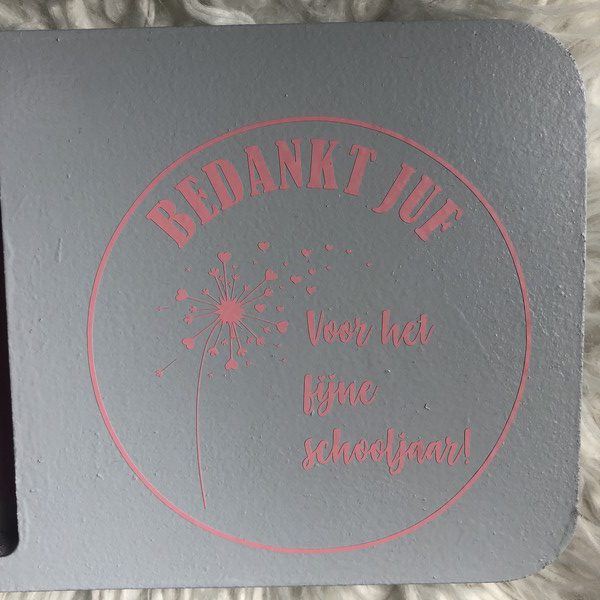 BEDANKT JUF
Voor het
fijne
schooljaar!